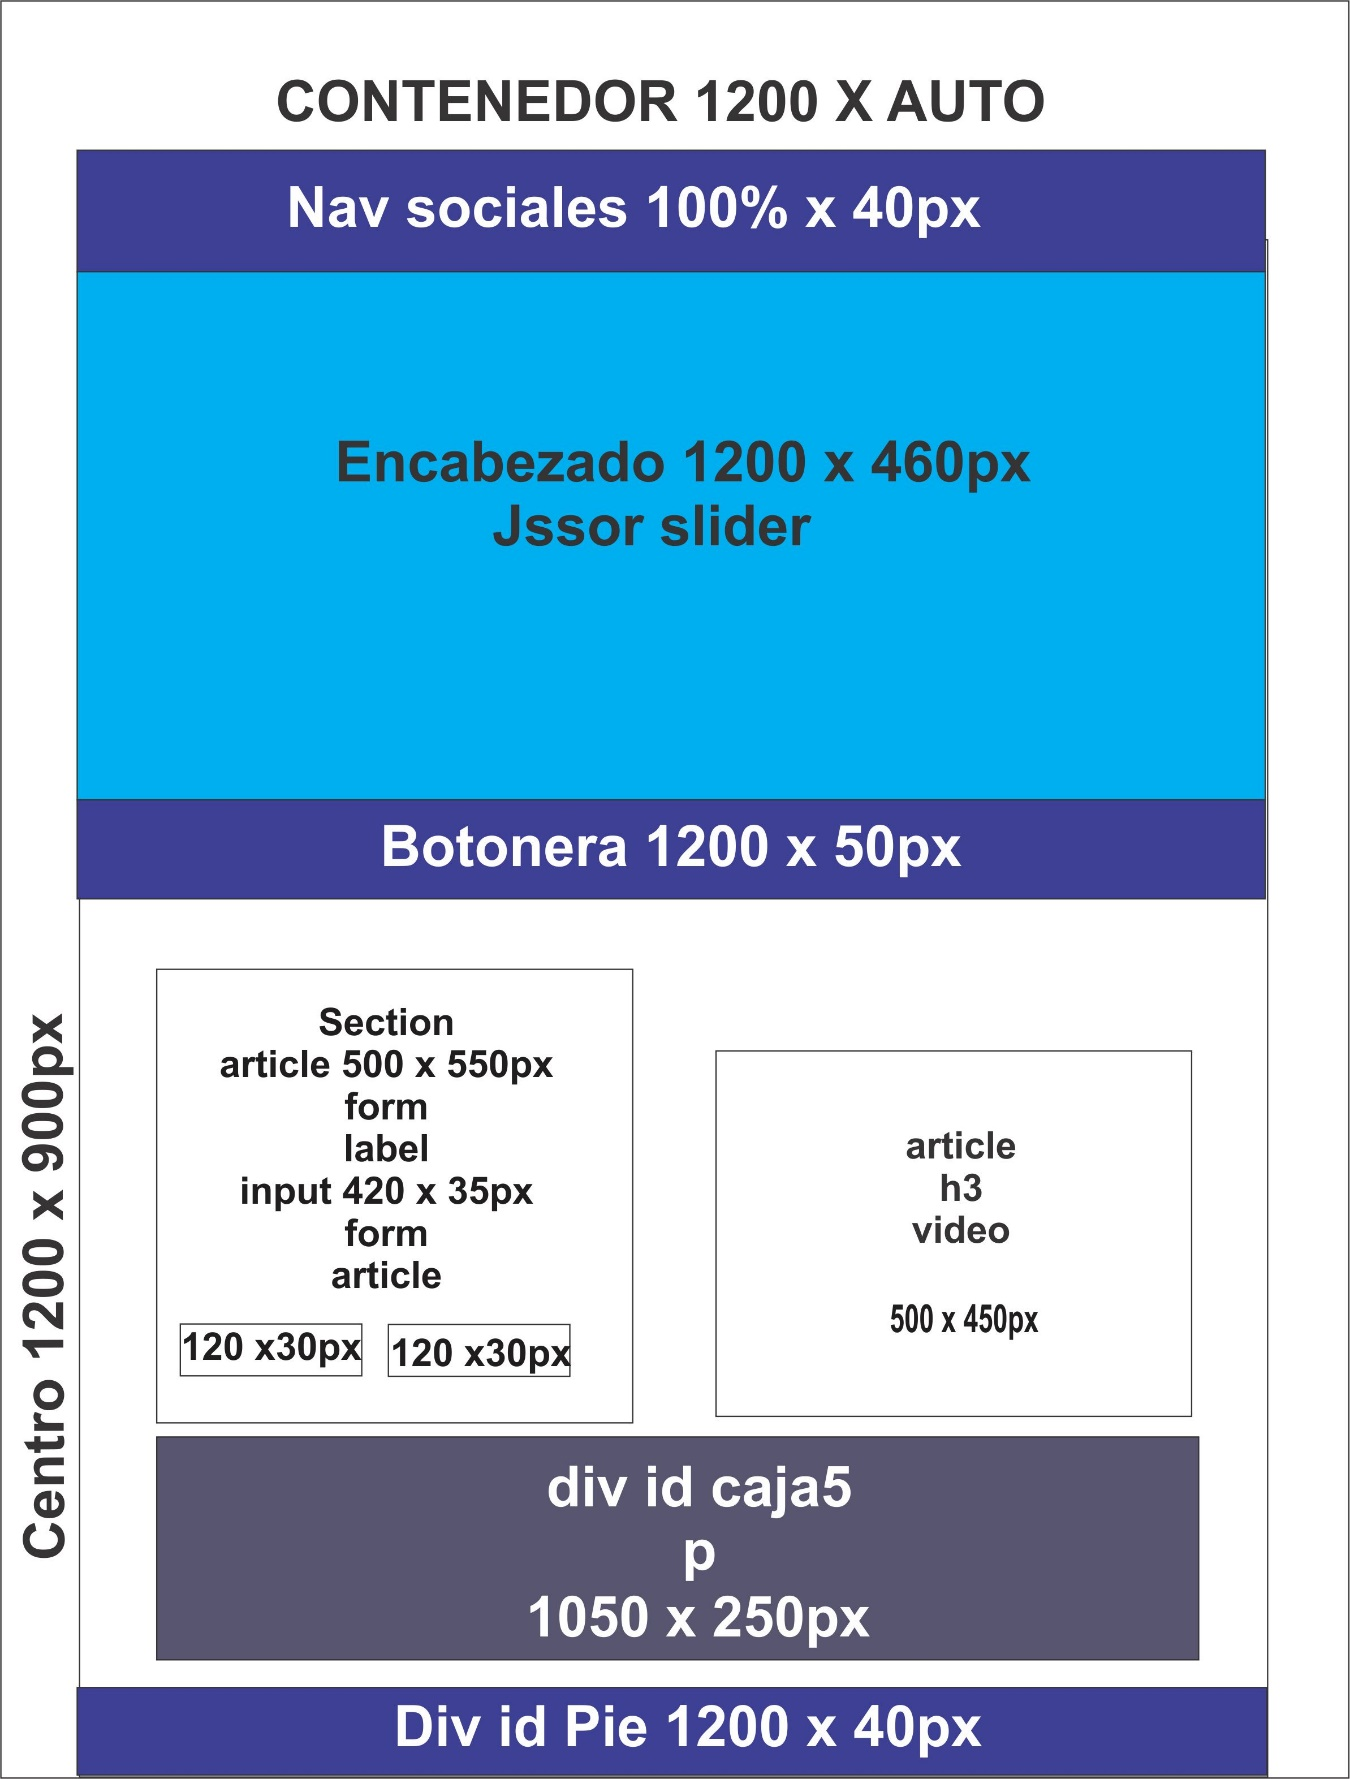 CONTENEDOR 1200 X AUTO
Nav sociales 100% x 40px
Encabezado 1200 x 460px
Jssor slider
Botonera 1200 x 50px
Centro 1200 x 900px
Section
article 500 x 550px
form
label
input 420 x 35px
form
article
120 x30px
120 x30px
article
h3
video
500 x 450px
div id caja5
p
1050 x 250px
Div id Pie 1200 x 40px